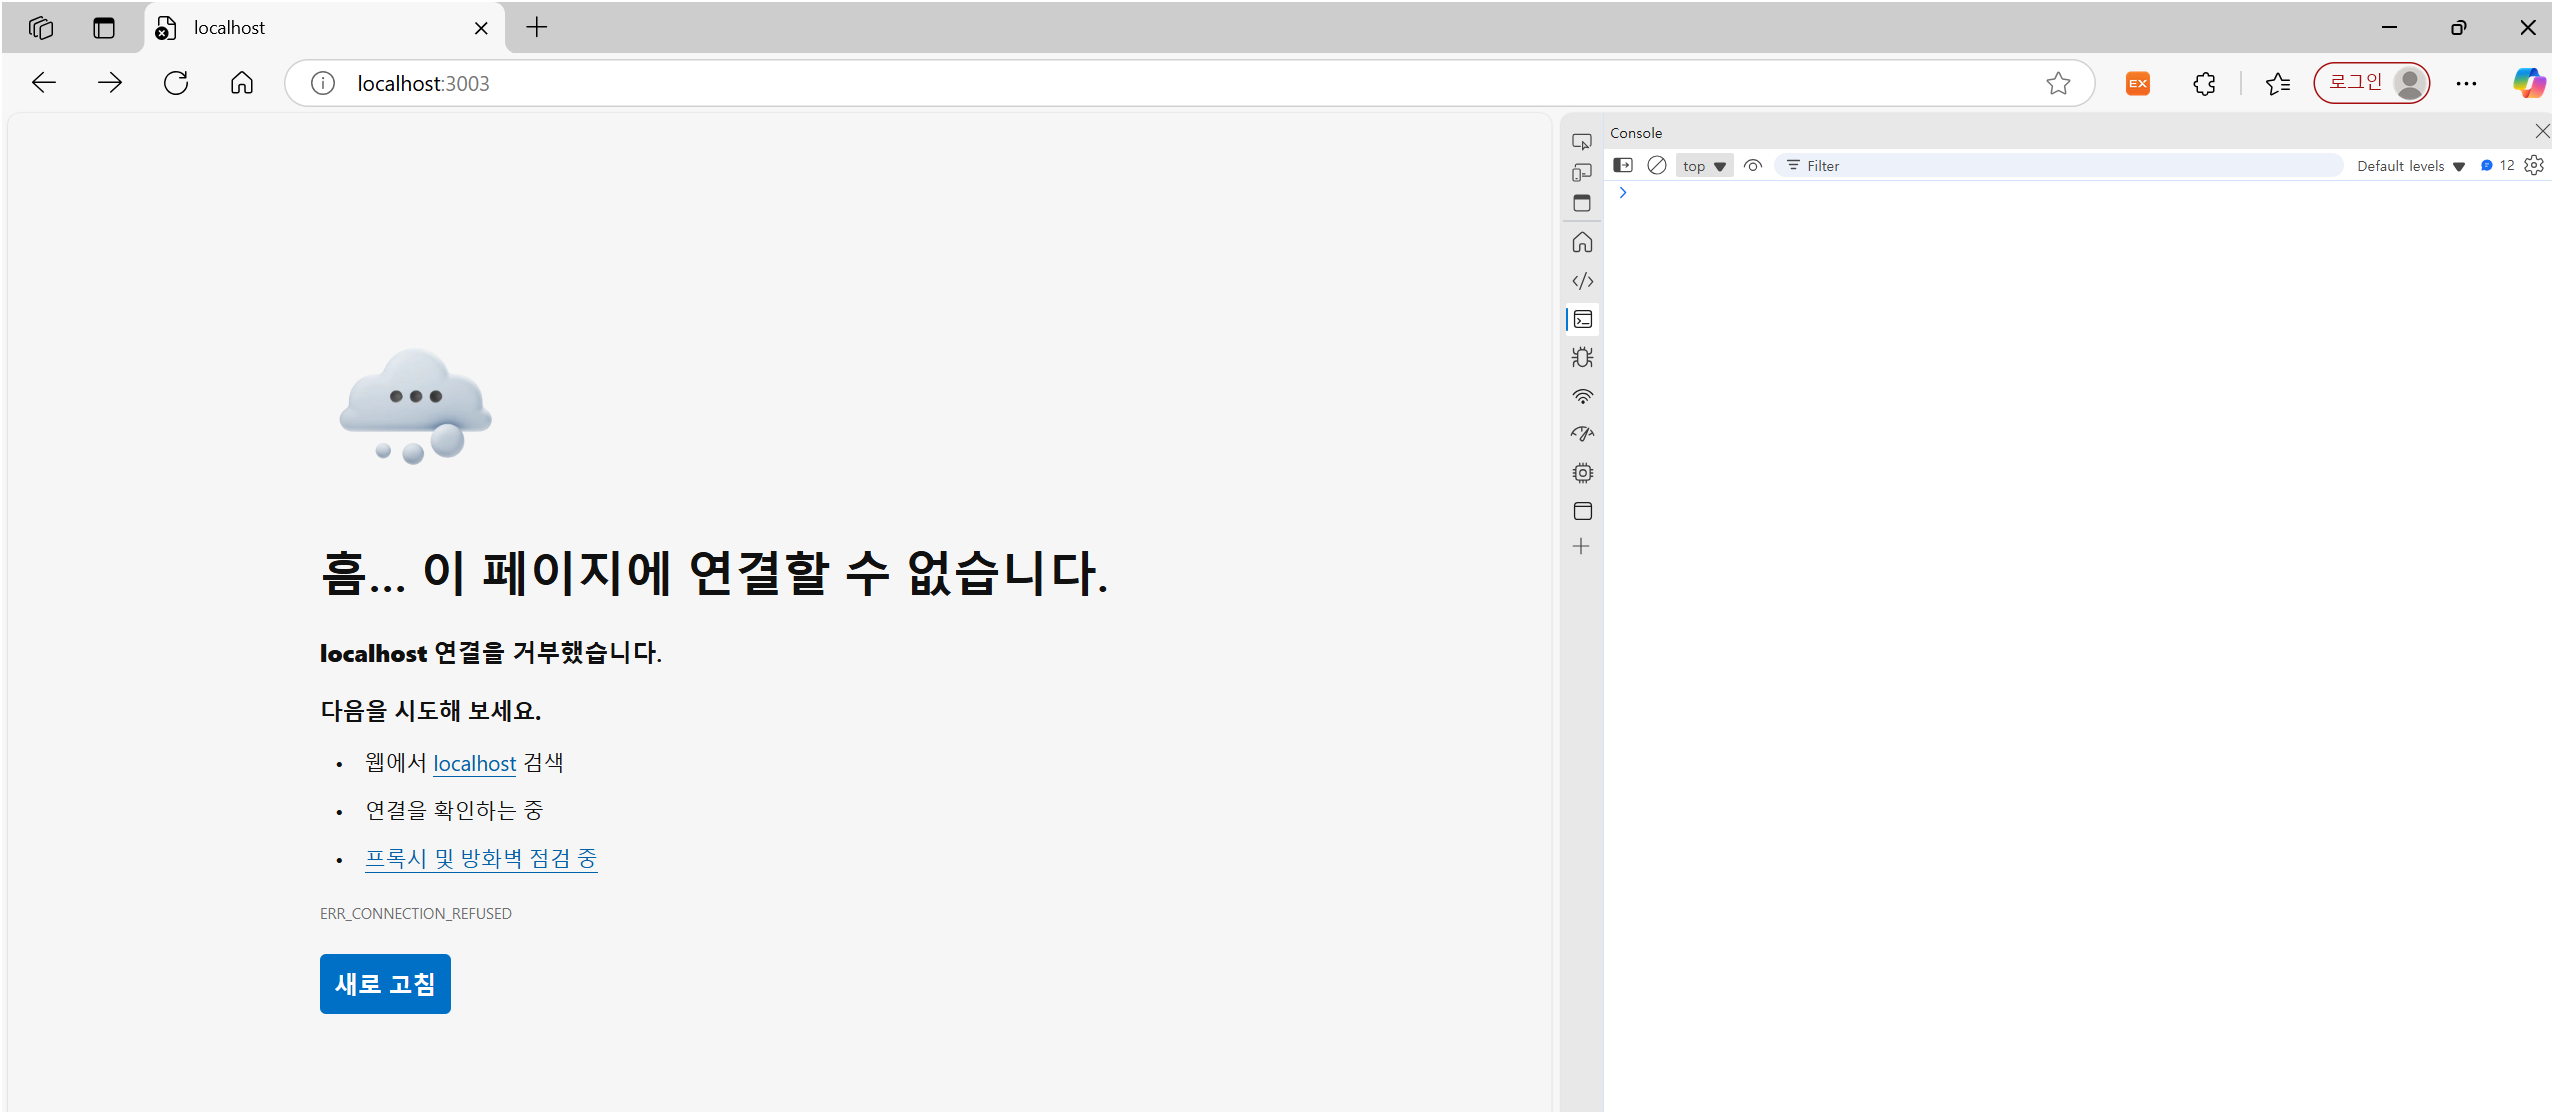 localhost
localhost:3003
EX
로그인
Console
top
Filter
Default levels
12
흠... 이 페이지에 연결할 수 없습니다.
localhost 연결을 거부했습니다.
다음을 시도해 보세요.
• 웹에서 localhost 검색
• 연결을 확인하는 중
• 프록시 및 방화벽 점검 중
ERR_CONNECTION_REFUSED
새로 고침